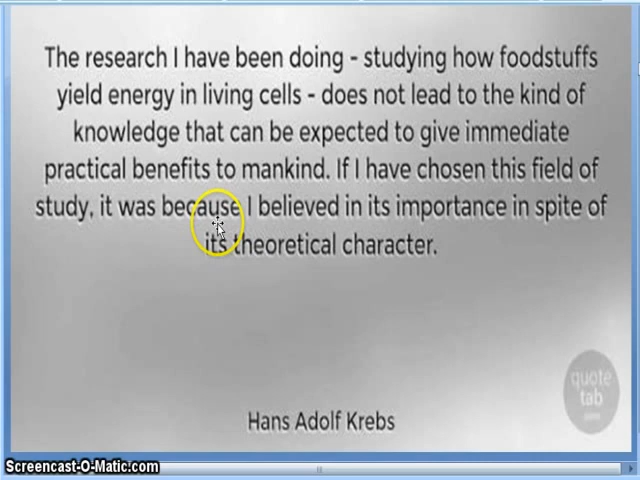 The research I have been doing - studying how foodstuffs
yield energy in living cells - does not lead to the kind of
knowledge that can be expected to give immediate
practical benefits to mankind. If I have chosen this field of
study, it was because I believed in its importance in spite of
its theoretical character.
quote
tab
Hans Adolf Krebs
Screencast-O-Matic.com